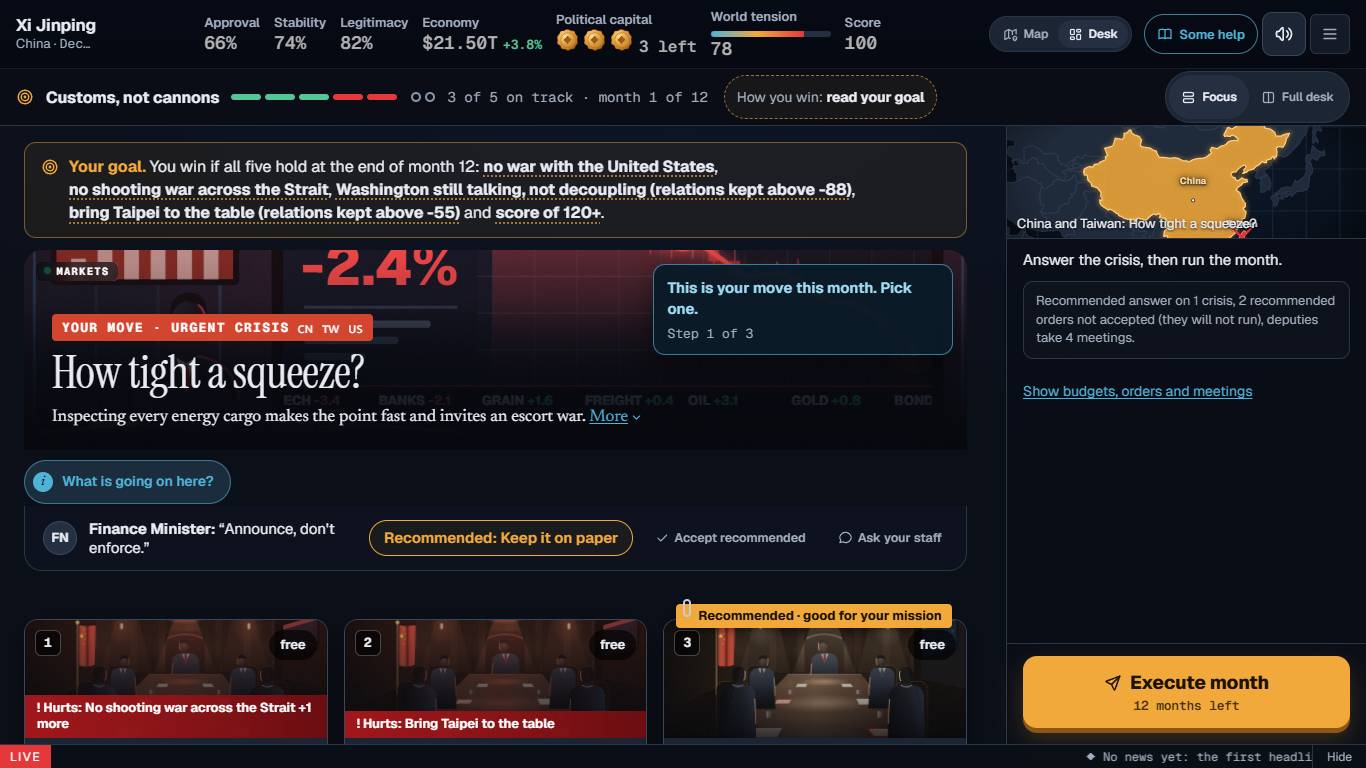 Xi Jinping
China · Dec…
Approval
66%
Stability
74%
Legitimacy
82%
Economy
$21.50T +3.8%
Political capital
3 left
World tension
78
Score
100
Map
Desk
Some help
Customs, not cannons
3 of 5 on track · month 1 of 12
How you win: read your goal
Focus
Full desk
Your goal. You win if all five hold at the end of month 12: no war with the United States,
no shooting war across the Strait, Washington still talking, not decoupling (relations kept above -88),
bring Taipei to the table (relations kept above -55) and score of 120+.
MARKETS
-2.4%
This is your move this month. Pick
one.
Step 1 of 3
YOUR MOVE · URGENT CRISIS CN TW US
How tight a squeeze?
ECH -3.4 BANKS -2.1 GRAIN +1.6 FREIGHT +0.4 OIL +3.1 GOLD +0.8 BOND
Inspecting every energy cargo makes the point fast and invites an escort war. More
What is going on here?
FN
Finance Minister: “Announce, don’t
enforce.”
Recommended: Keep it on paper
Accept recommended
Ask your staff
Recommended · good for your mission
1
free
! Hurts: No shooting war across the Strait +1
more
2
free
! Hurts: Bring Taipei to the table
3
free
China
China and Taiwan: How tight a squeeze?
Answer the crisis, then run the month.
Recommended answer on 1 crisis, 2 recommended
orders not accepted (they will not run), deputies
take 4 meetings.
Show budgets, orders and meetings
Execute month
12 months left
LIVE
◆ No news yet: the first headli
Hide